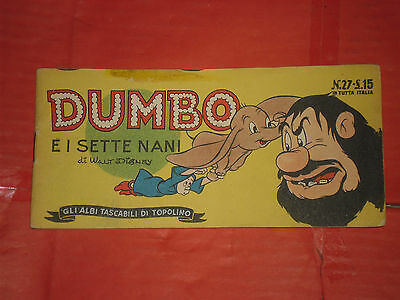 DUMBO
E I SETTE NANI
di WALT DISNEY
N.27-L.15
IN TUTTA ITALIA
GLI ALBI TASCABILI DI TOPOLINO